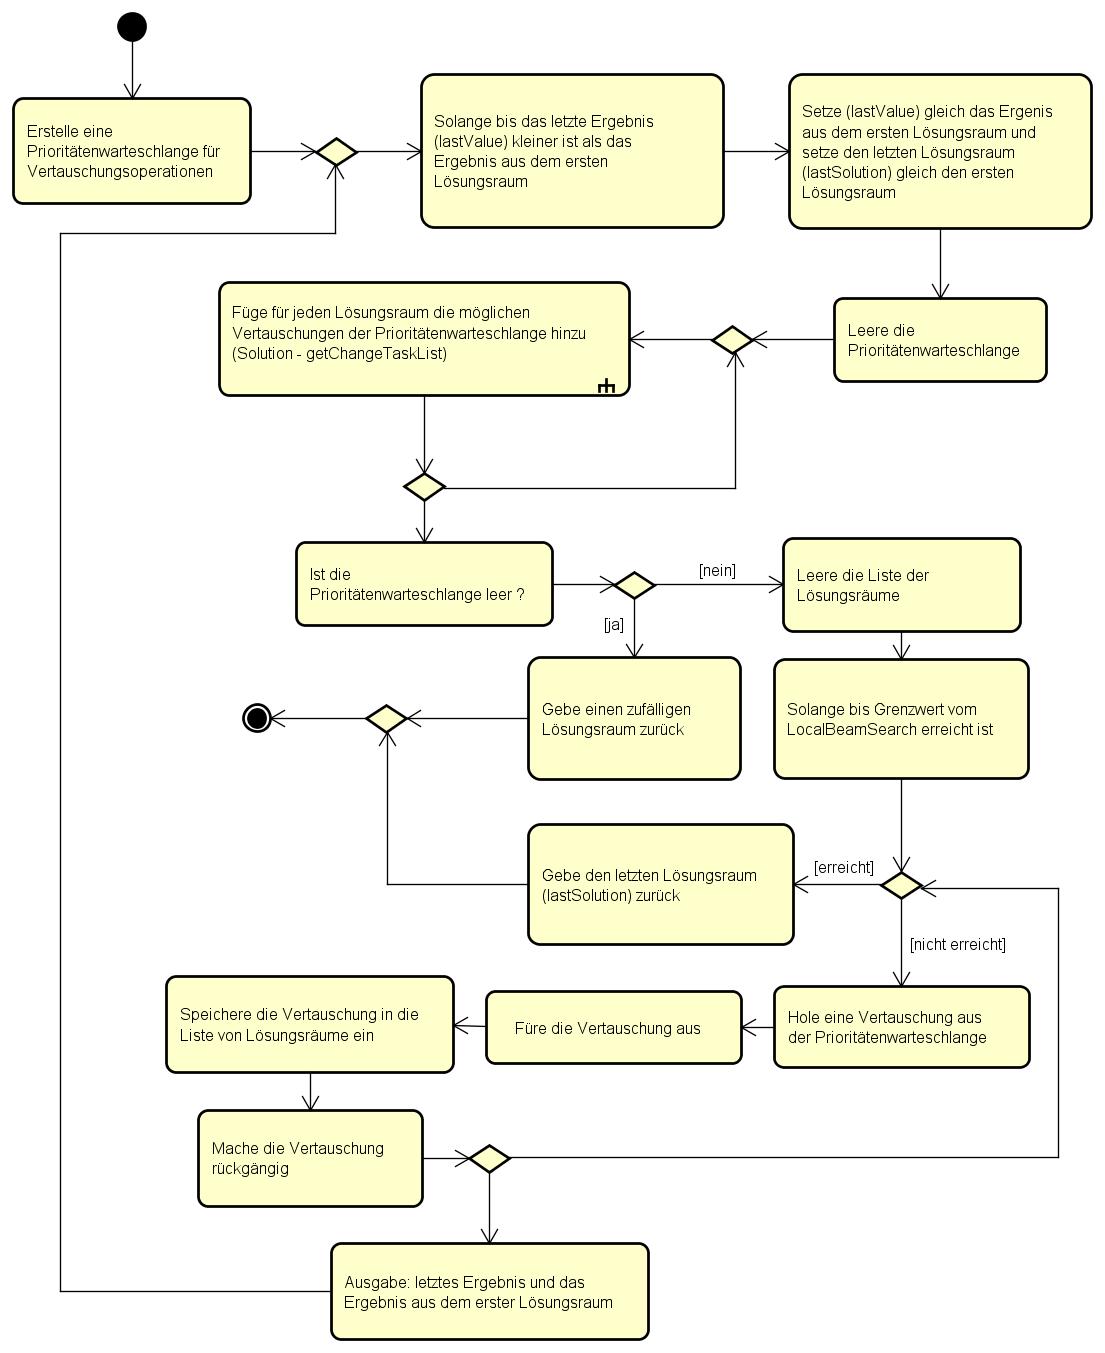 Erstelle eine
Prioritätenwarteschlange für
Vertauschungsoperationen
Solange bis das letzte Ergebnis
(lastValue) kleiner ist als das
Ergebnis aus dem ersten
Lösungsraum
Setze (lastValue) gleich das Ergenis
aus dem ersten Lösungsraum und
setze den letzten Lösungsraum
(lastSolution) gleich den ersten
Lösungsraum
Leere die
Prioritätenwarteschlange
Füge für jeden Lösungsraum die möglichen
Vertauschungen der Prioritätenwarteschlange hinzu
(Solution - getChangeTaskList)
Ist die
Prioritätenwarteschlange leer ?
[nein]
[ja]
Leere die Liste der
Lösungsräume
Gebe einen zufälligen
Lösungsraum zurück
Solange bis Grenzwert vom
LocalBeamSearch erreicht ist
Gebe den letzten Lösungsraum
(lastSolution) zurück
[erreicht]
[nicht erreicht]
Hole eine Vertauschung aus
der Prioritätenwarteschlange
Füre die Vertauschung aus
Speichere die Vertauschung in die
Liste von Lösungsräume ein
Mache die Vertauschung
rückgängig
Ausgabe: letztes Ergebnis und das
Ergebnis aus dem erster Lösungsraum